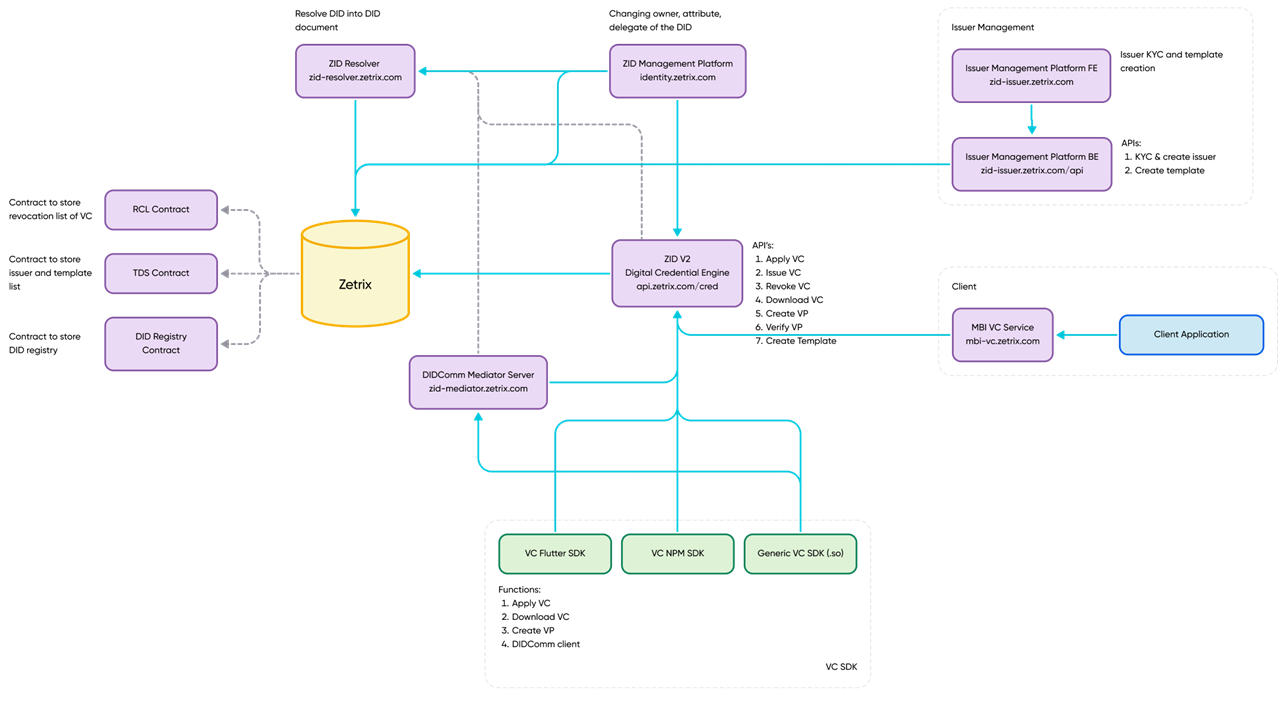 Resolve DID into DID
document
ZID Resolver
zid-resolver.zetrix.com
Changing owner, attribute,
delegate of the DID
ZID Management Platform
identity.zetrix.com
Issuer Management
Issuer Management Platform FE
zid-issuer.zetrix.com
Issuer KYC and template
creation
Issuer Management Platform BE
zid-issuer.zetrix.com/api
APIs:
1. KYC & create issuer
2. Create template
Contract to store
revocation list of VC
RCL Contract
Contract to store
issuer and template
list
TDS Contract
Contract to store
DID registry
DID Registry
Contract
Zetrix
ZID V2
Digital Credential Engine
api.zetrix.com/cred
API's:
1. Apply VC
2. Issue VC
3. Revoke VC
4. Download VC
5. Create VP
6. Verify VP
7. Create Template
Client
MBI VC Service
mbi-vc.zetrix.com
Client Application
DIDComm Mediator Server
zid-mediator.zetrix.com
VC Flutter SDK
VC NPM SDK
Generic VC SDK (.so)
Functions:
1. Apply VC
2. Download VC
3. Create VP
4. DIDComm client
VC SDK